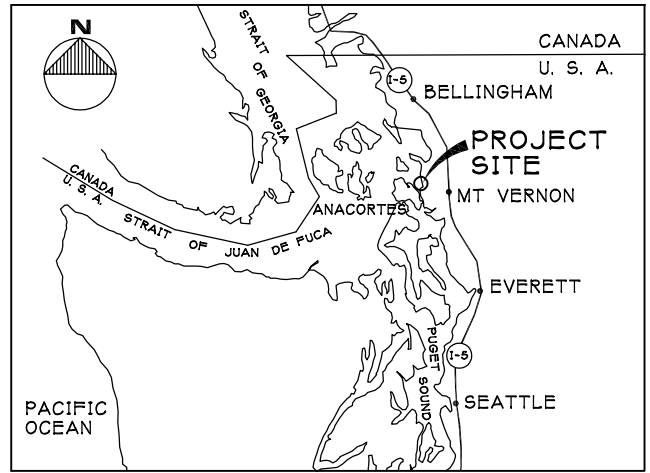 N
STRAIT OF GEORGIA
CANADA
U. S. A.
I-5
BELLINGHAM
PROJECT
SITE
CANADA
U. S. A.
MT VERNON
ANACORTES
STRAIT OF JUAN DE FUCA
EVERETT
PUGET SOUND
I-5
SEATTLE
PACIFIC
OCEAN